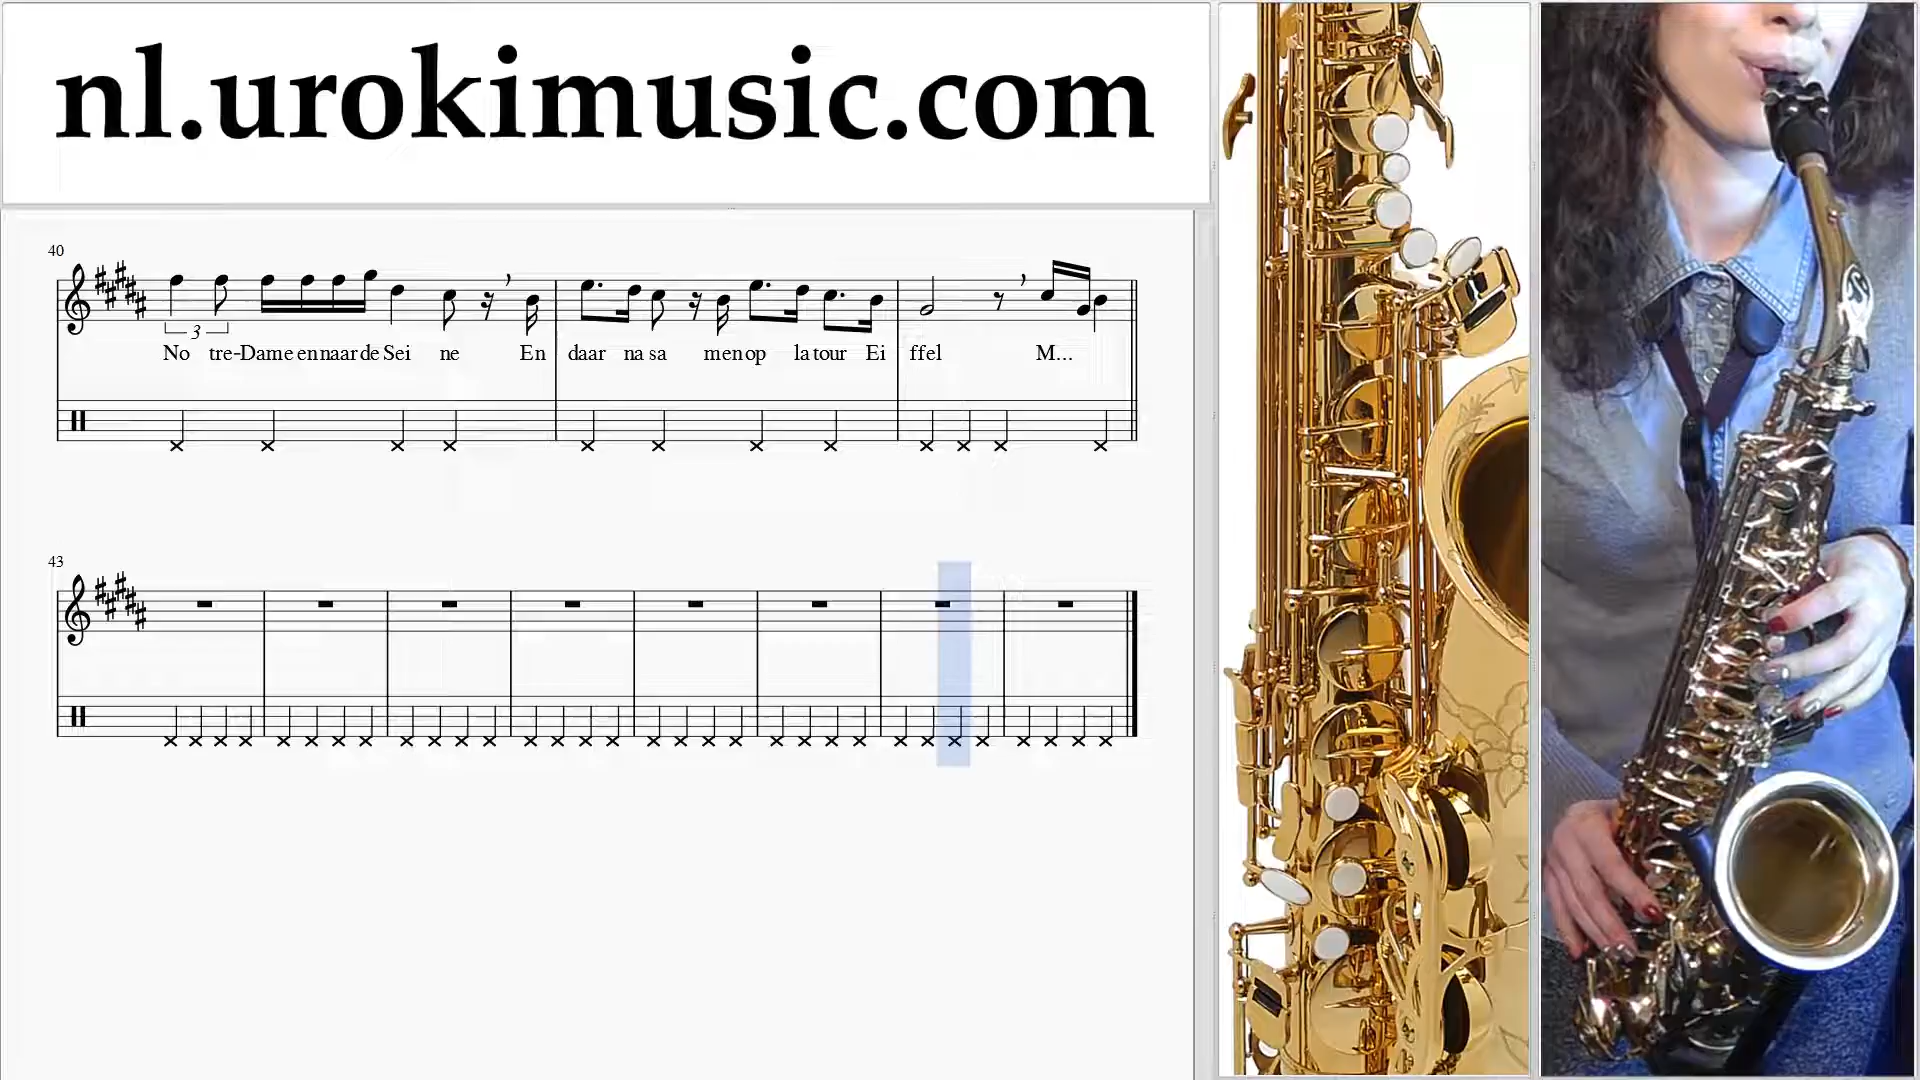 nl.urokimusic.com
40
3
No tre-Dame en naar de Sei ne En daar na sa men op la tour Ei ffel M...
43